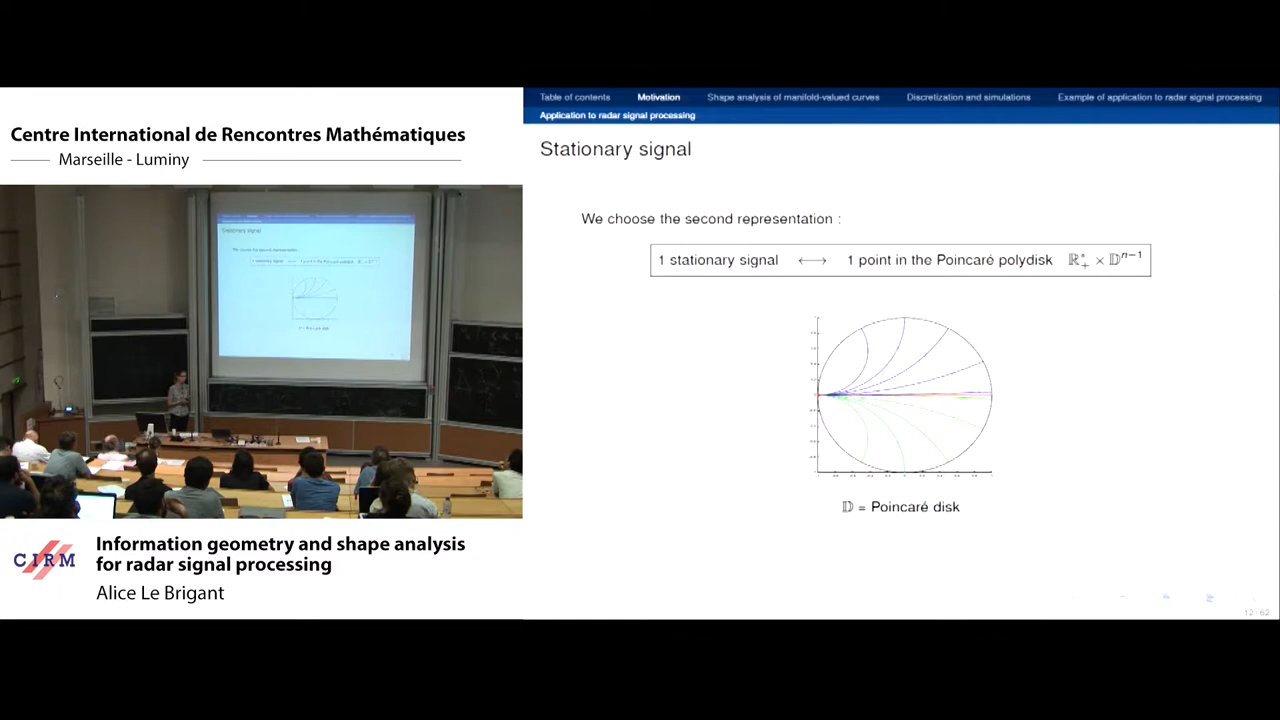 Centre International de Rencontres Mathématiques
Marseille - Luminy
CIRM
Information geometry and shape analysis
for radar signal processing
Alice Le Brigant
Table of contents Motivation Shape analysis of manifold-valued curves Discretization and simulations Example of application to radar signal processing
Application to radar signal processing
Stationary signal
We choose the second representation :
1 stationary signal ⟷ 1 point in the Poincaré polydisk ℝ₊* × 𝔻ⁿ⁻¹
𝔻 = Poincaré disk
12 / 62